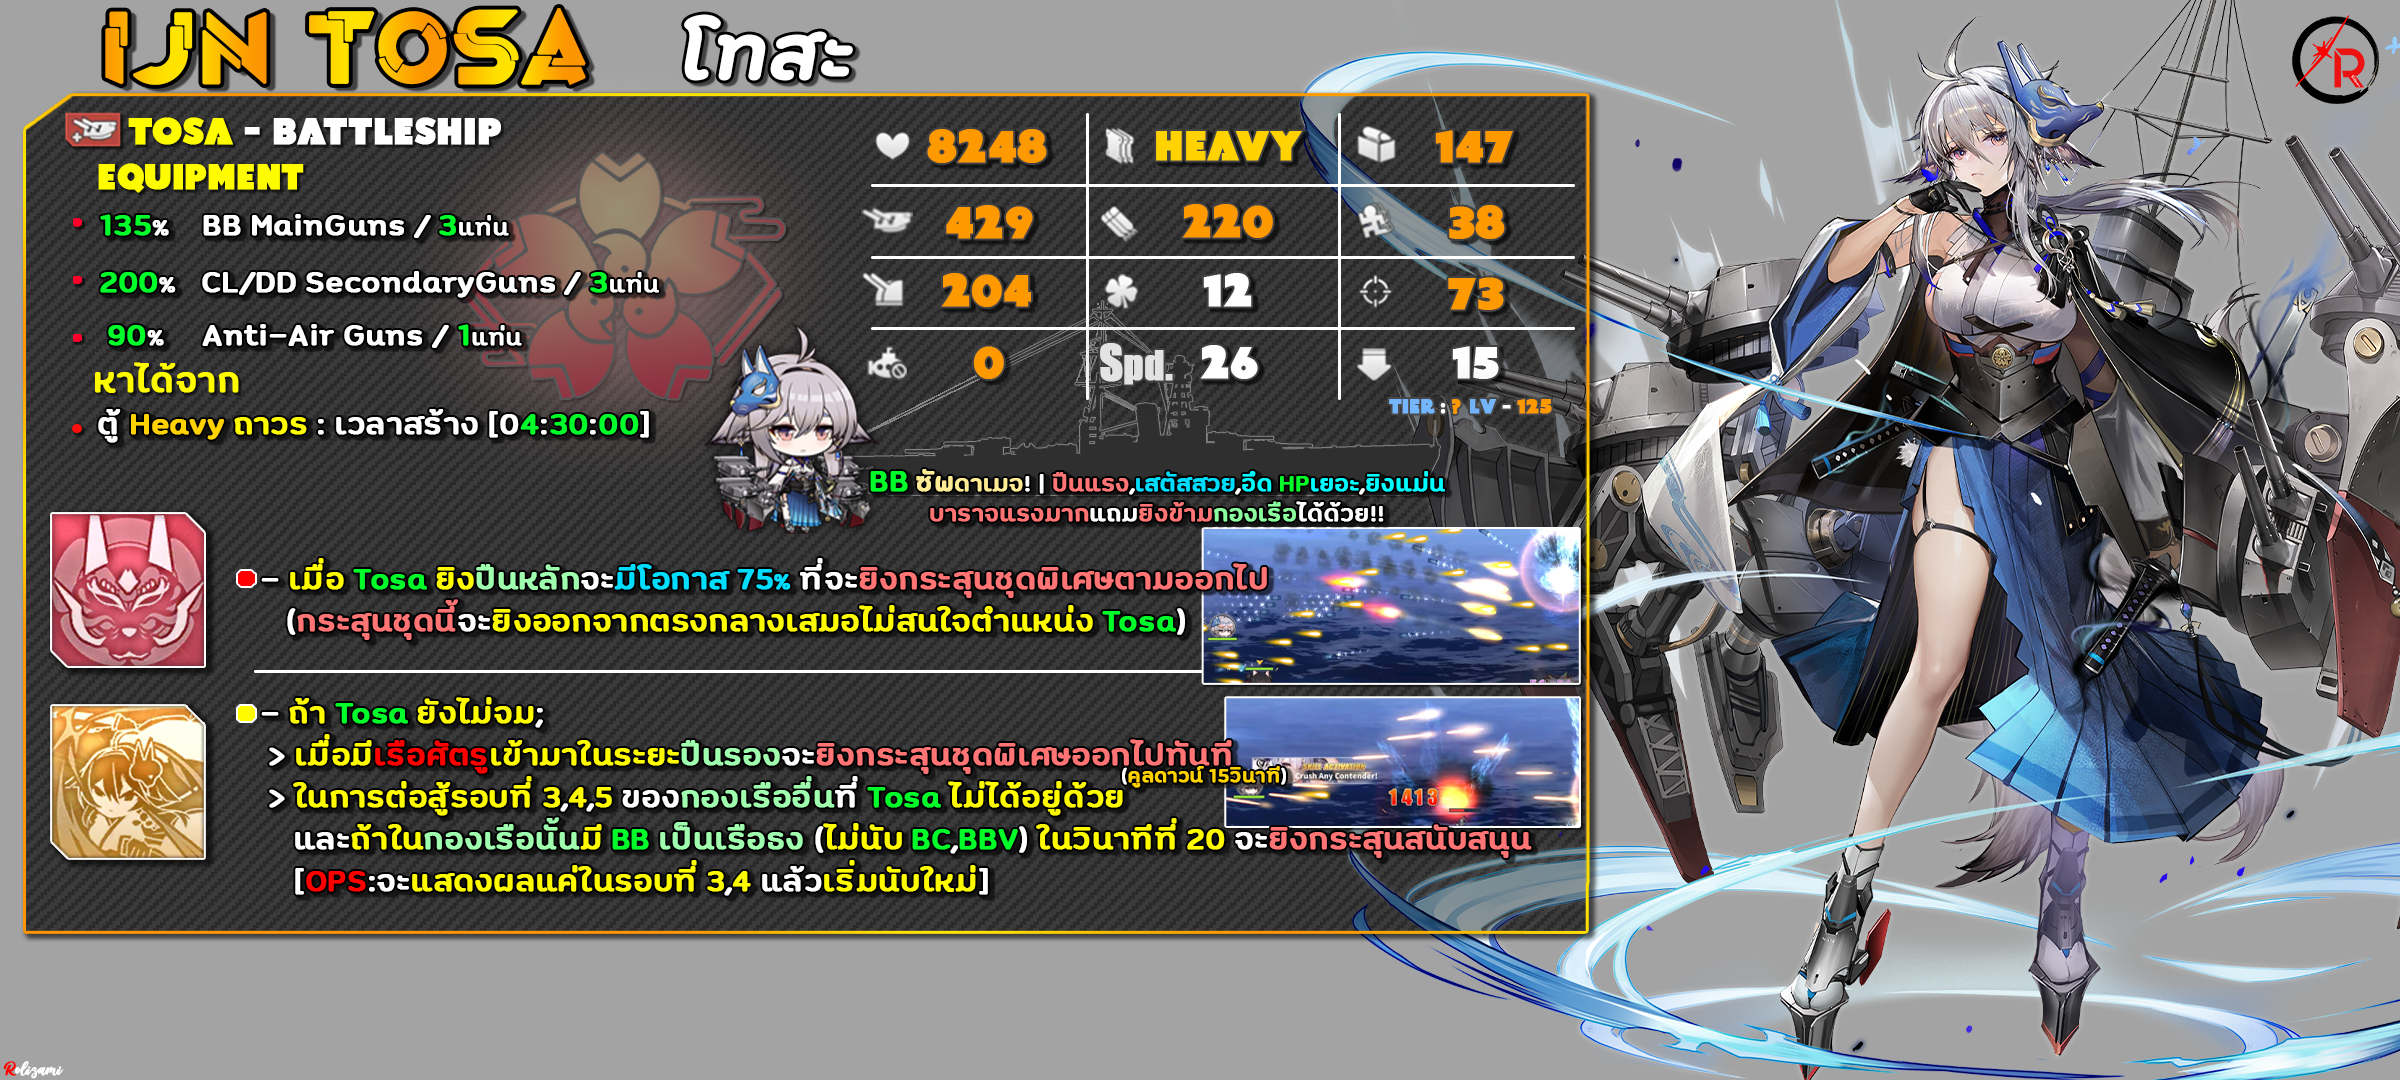 IJN TOSA โทสะ
R
TOSA - BATTLESHIP
EQUIPMENT
135% BB MainGuns / 3แท่น
200% CL/DD SecondaryGuns / 3แท่น
90% Anti-Air Guns / 1แท่น
หาได้จาก
ตู้ Heavy ถาวร : เวลาสร้าง [04:30:00]
8248 HEAVY 147
429 220 38
204 12 73
0 Spd. 26 15
TIER : ? LV - 125
BB ซัพดาเมจ! | ปืนแรง,เสตัสสวย,อึด HPเยอะ,ยิงแม่น
บาราจแรงมากแถมยิงข้ามกองเรือได้ด้วย!!
- เมื่อ Tosa ยิงปืนหลักจะมีโอกาส 75% ที่จะยิงกระสุนชุดพิเศษตามออกไป
(กระสุนชุดนี้จะยิงออกจากตรงกลางเสมอไม่สนใจตำแหน่ง Tosa)
- ถ้า Tosa ยังไม่จม;
> เมื่อมีเรือศัตรูเข้ามาในระยะปืนรองจะยิงกระสุนชุดพิเศษออกไปทันที
(คูลดาวน์ 15วินาที)
SKILL ACTIVATION
Crush Any Contender!
1413
> ในการต่อสู้รอบที่ 3,4,5 ของกองเรืออื่นที่ Tosa ไม่ได้อยู่ด้วย
และถ้าในกองเรือนั้นมี BB เป็นเรือธง (ไม่นับ BC,BBV) ในวินาทีที่ 20 จะยิงกระสุนสนับสนุน
[OPS:จะแสดงผลแค่ในรอบที่ 3,4 แล้วเริ่มนับใหม่]
Rolizami